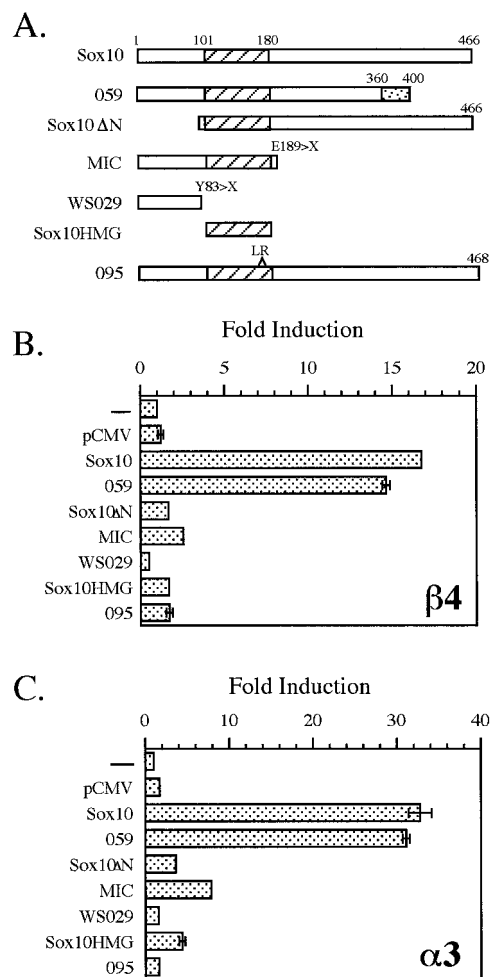 A.
1 101 180 466
Sox10
360 400
059
466
Sox10 ΔN
E189>X
MIC
Y83>X
WS029
Sox10HMG
LR
468
095
B.
Fold Induction
0 5 10 15 20
—
pCMV
Sox10
059
Sox10ΔN
MIC
WS029
Sox10HMG
095
β4
C.
Fold Induction
0 10 20 30 40
—
pCMV
Sox10
059
Sox10ΔN
MIC
WS029
Sox10HMG
095
α3